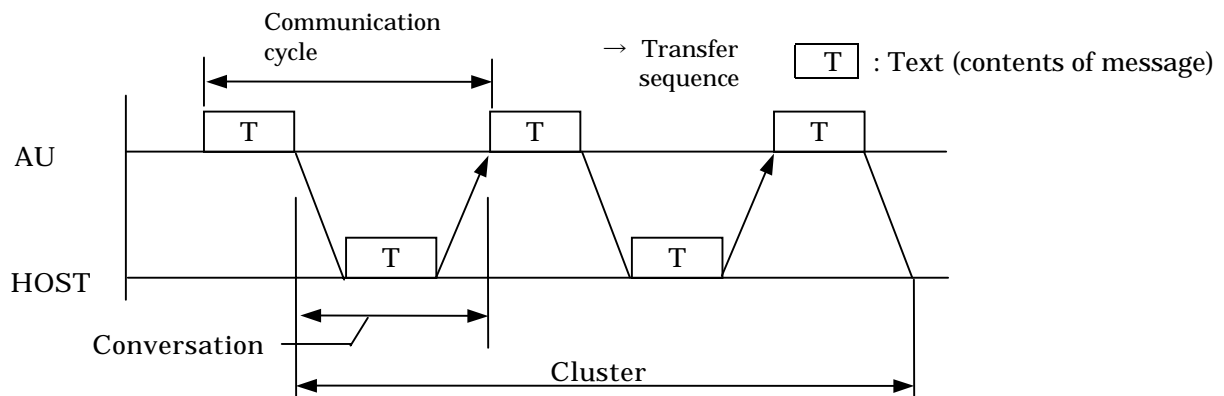 Communication
cycle
→ Transfer
sequence
T : Text (contents of message)
T
T
T
AU
T
T
HOST
Conversation
Cluster